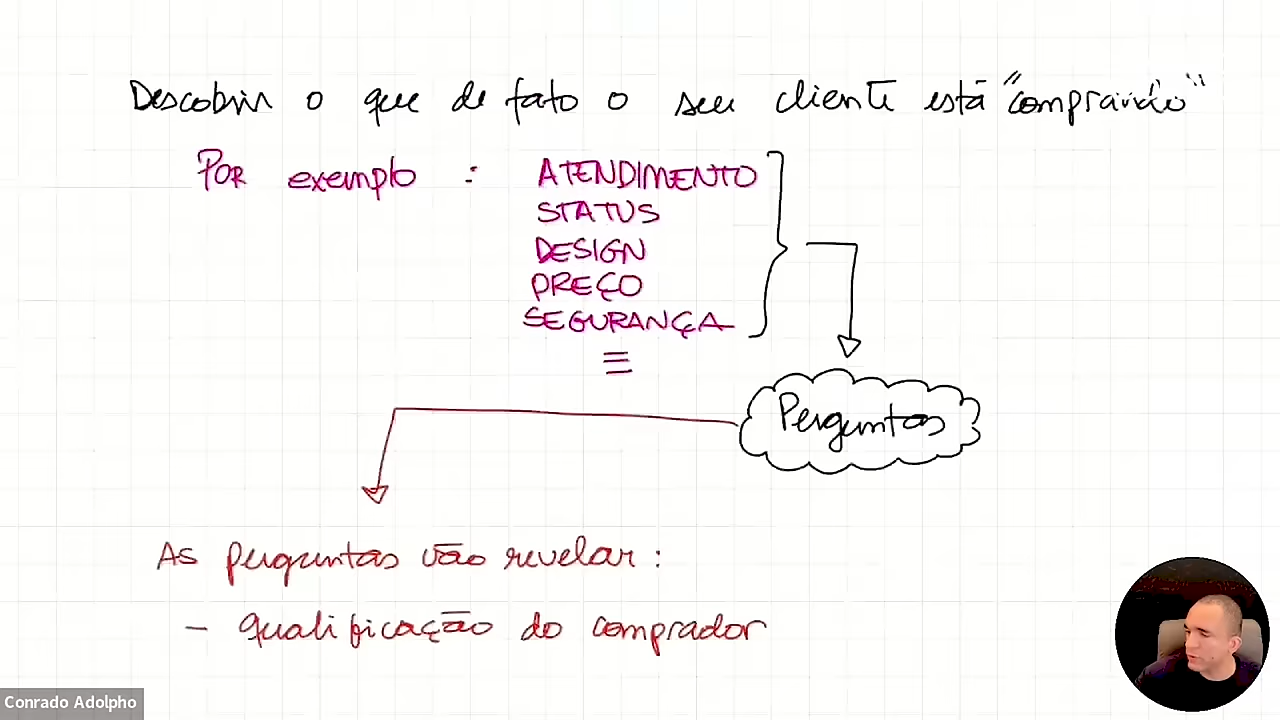 Descobrir o que de fato o seu cliente está "comprando"
Por exemplo : ATENDIMENTO
STATUS
DESIGN
PREÇO
SEGURANÇA
Perguntas
As perguntas vão revelar :
- qualificação do comprador
Conrado Adolpho